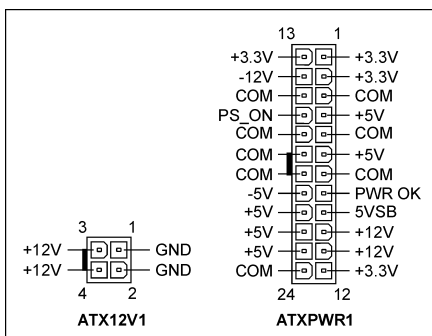 13 1
+3.3V +3.3V
-12V +3.3V
COM COM
PS_ON +5V
COM COM
COM +5V
COM COM
-5V PWR OK
+5V 5VSB
+5V +12V
+5V +12V
COM +3.3V
24 12
ATXPWR1
3 1
+12V GND
+12V GND
4 2
ATX12V1